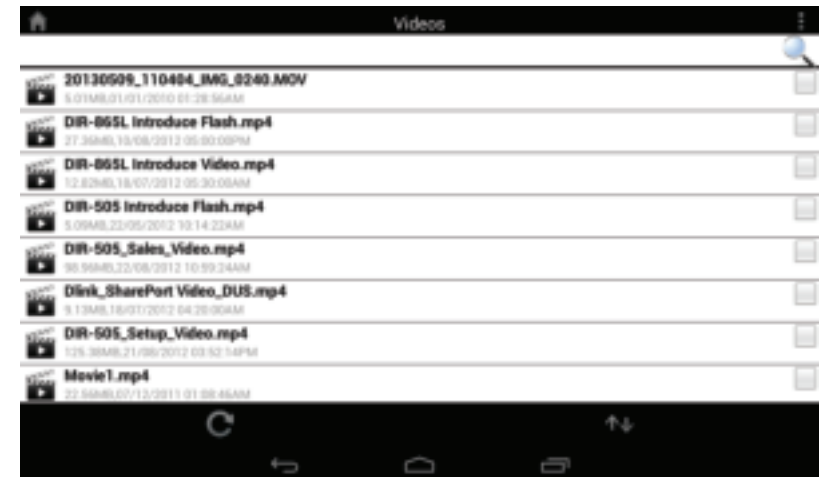 Videos
20130509_110404_IMG_0240.MOV
5.01MB,01/01/2010 01:28:56AM
DIR-865L Introduce Flash.mp4
27.36MB,10/08/2012 05:00:00PM
DIR-865L Introduce Video.mp4
12.82MB,18/07/2012 05:30:00AM
DIR-505 Introduce Flash.mp4
5.09MB,22/05/2012 10:14:22AM
DIR-505_Sales_Video.mp4
98.96MB,22/08/2012 10:59:24AM
Dlink_SharePort Video_DUS.mp4
9.13MB,18/07/2012 04:20:00AM
DIR-505_Setup_Video.mp4
125.38MB,21/08/2012 03:52:14PM
Movie1.mp4
22.56MB,07/12/2011 01:08:46AM